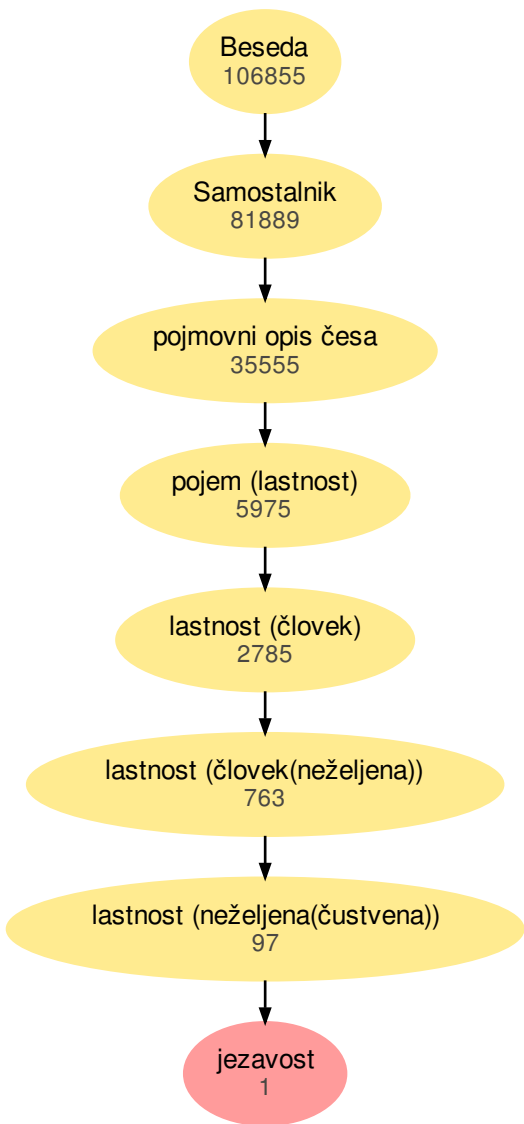 Beseda
106855
Samostalnik
81889
pojmovni opis česa
35555
pojem (lastnost)
5975
lastnost (človek)
2785
lastnost (človek(neželjena))
763
lastnost (neželjena(čustvena))
97
jezavost
1